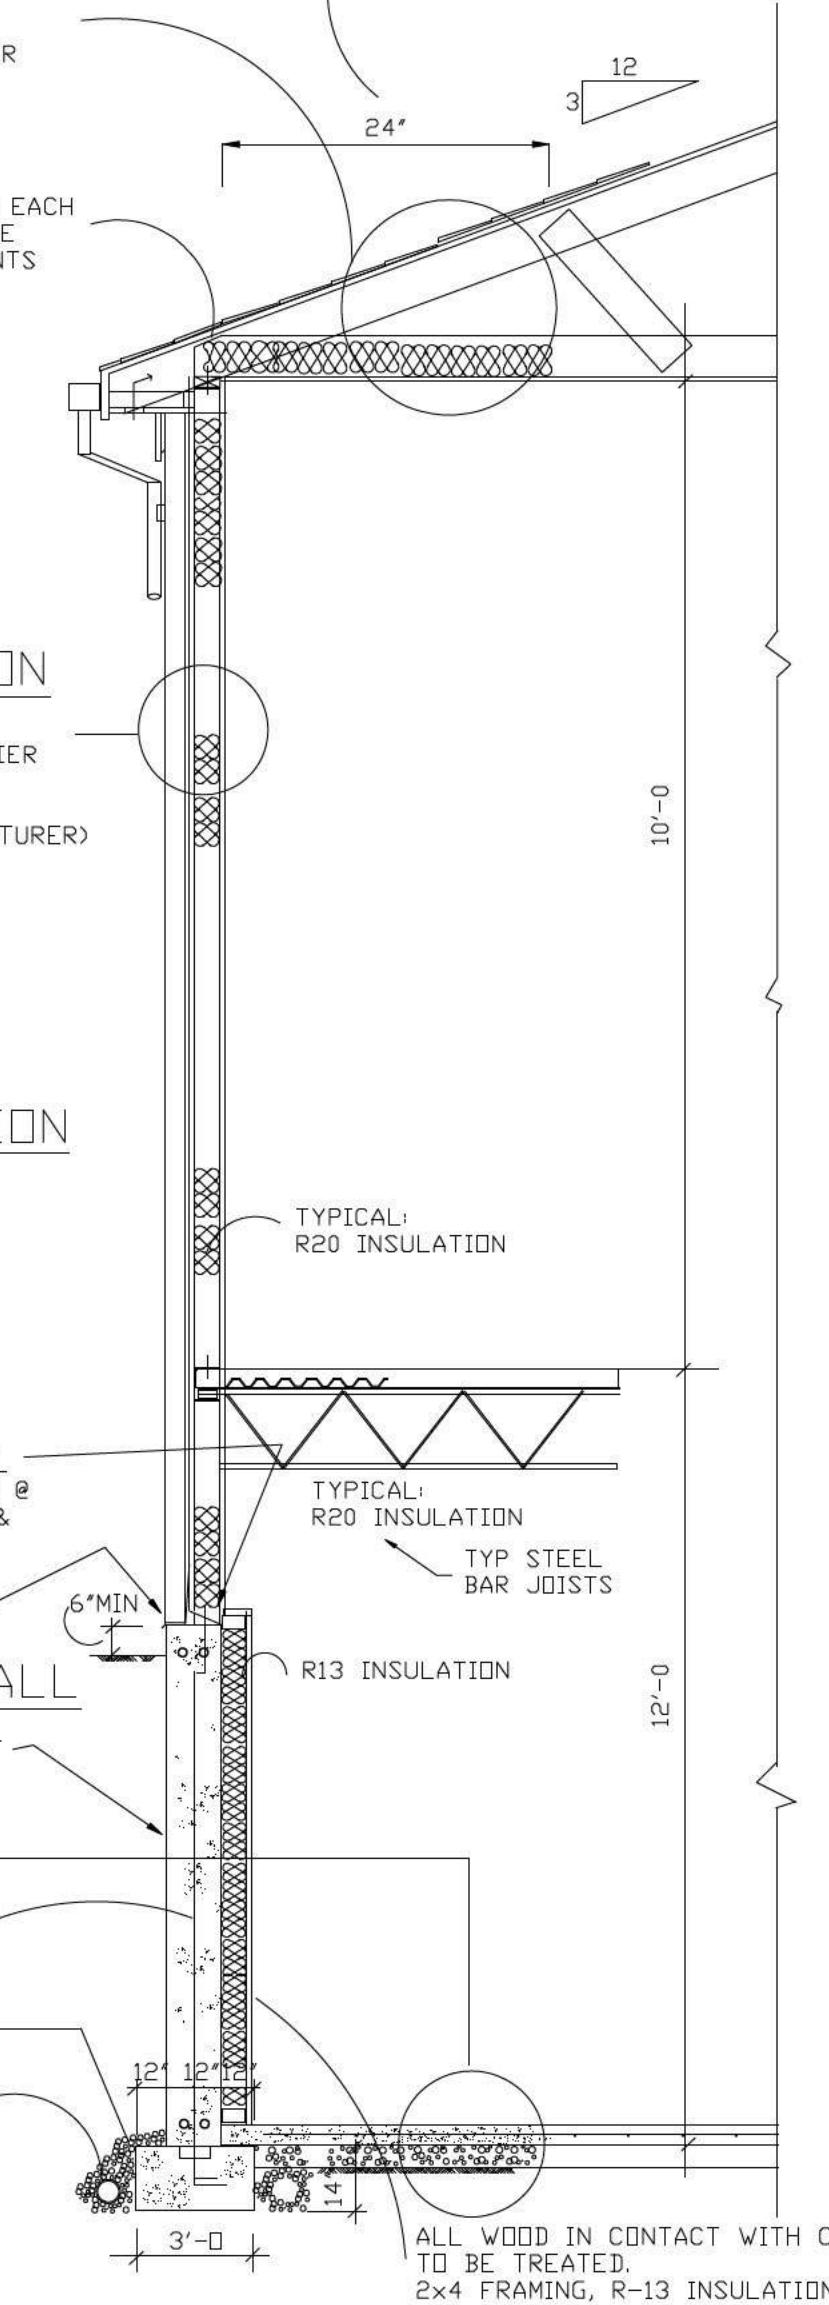 R
12
3
24"
EACH
E
NTS
ON
IER
TURER)
10'-0
ION
TYPICAL:
R20 INSULATION
@
&
TYPICAL:
R20 INSULATION
TYP STEEL
BAR JOISTS
6"MIN
ALL
R13 INSULATION
12'-0
12" 12" 12"
14"
3'-0
ALL WOOD IN CONTACT WITH C
TO BE TREATED.
2x4 FRAMING, R-13 INSULATION